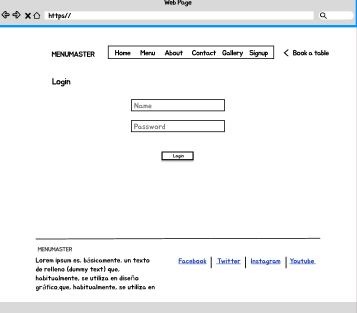 Web Page
https//
MENUMASTER
Home Menu About Contact Gallery Signup
Book a table
Login
Name
Password
Login
MENUMASTER
Lorem ipsum es, básicamente, un texto
de relleno (dummy text) que,
habitualmente, se utiliza en diseño
gráfico.que, habitualmente, se utiliza en
Facebook Twitter Instagram Youtube